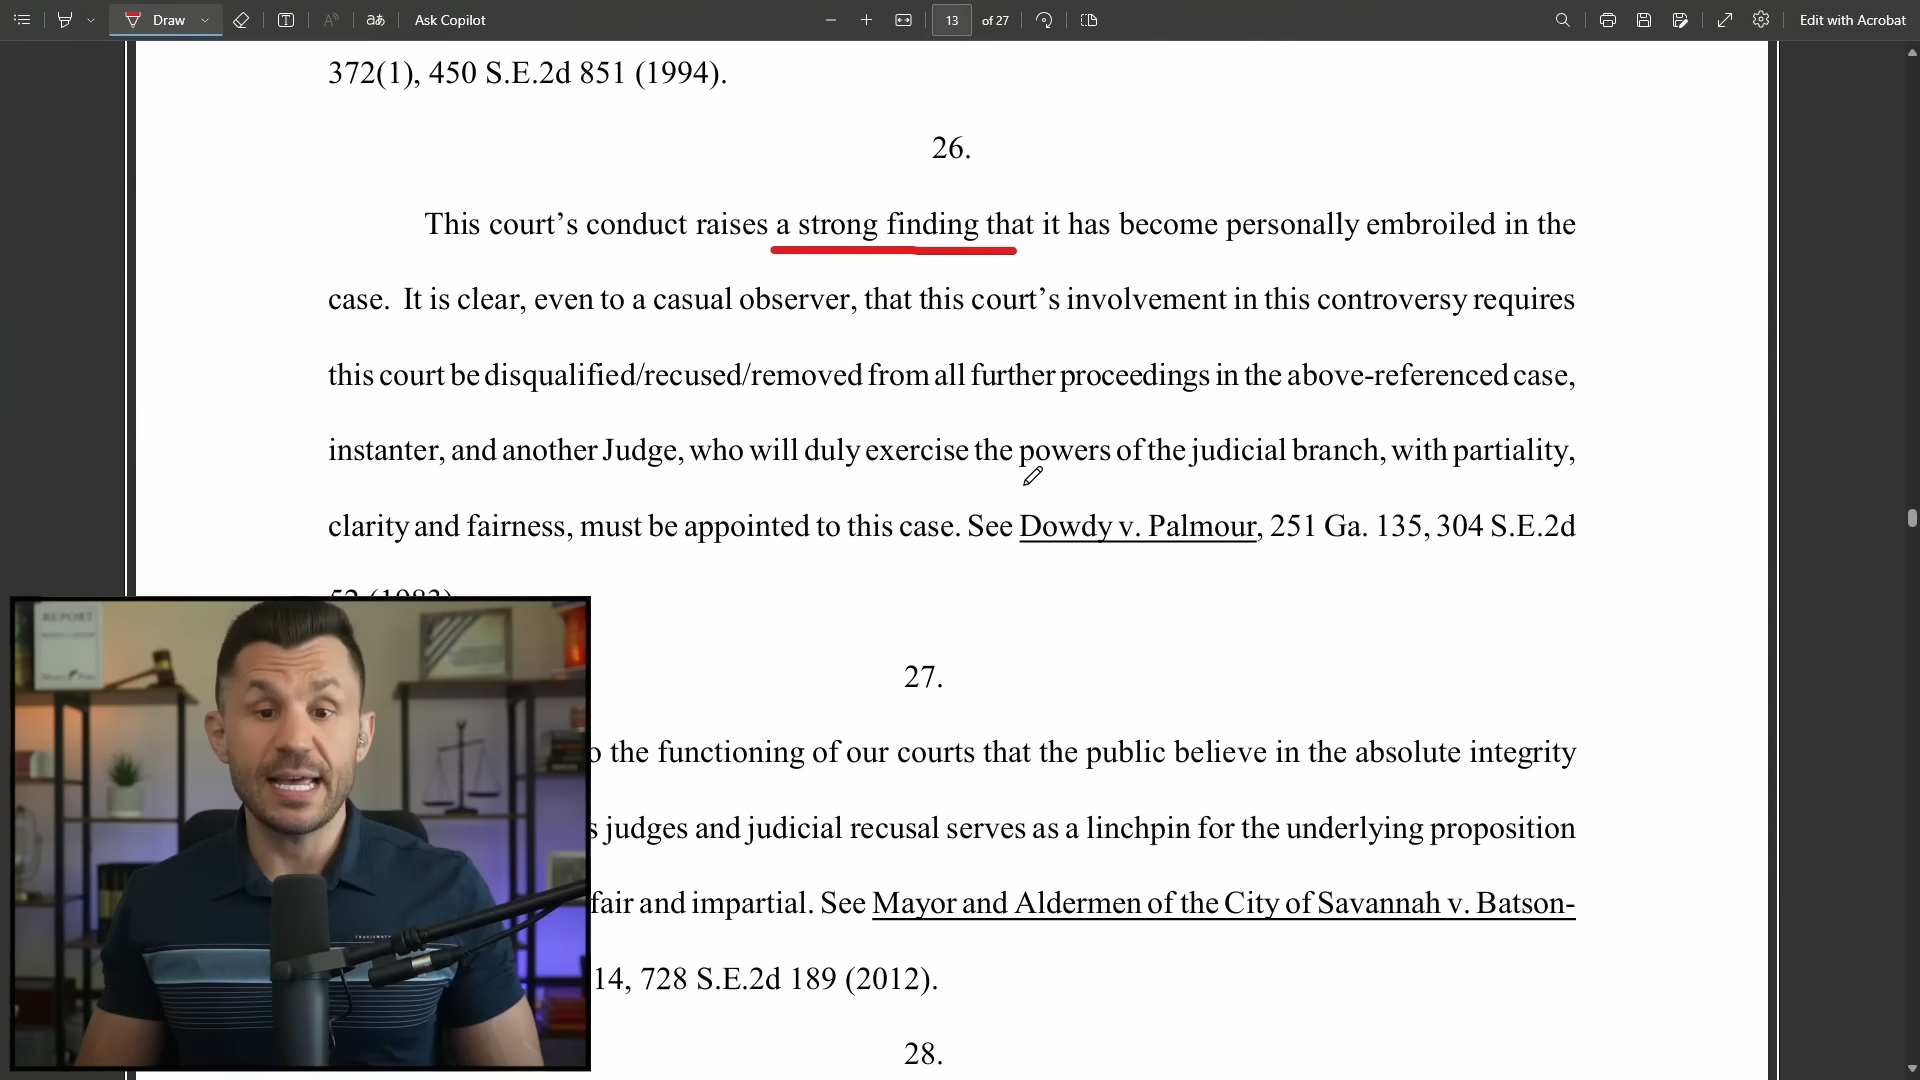 Draw
Ask Copilot
13 of 27
Edit with Acrobat
372(1), 450 S.E.2d 851 (1994).
26.
This court’s conduct raises a strong finding that it has become personally embroiled in the
case. It is clear, even to a casual observer, that this court’s involvement in this controversy requires
this court be disqualified/recused/removed from all further proceedings in the above-referenced case,
instanter, and another Judge, who will duly exercise the powers of the judicial branch, with partiality,
clarity and fairness, must be appointed to this case. See Dowdy v. Palmour, 251 Ga. 135, 304 S.E.2d
52 (1983)
REPORT
27.
o the functioning of our courts that the public believe in the absolute integrity
s judges and judicial recusal serves as a linchpin for the underlying proposition
fair and impartial. See Mayor and Aldermen of the City of Savannah v. Batson-
14, 728 S.E.2d 189 (2012).
28.